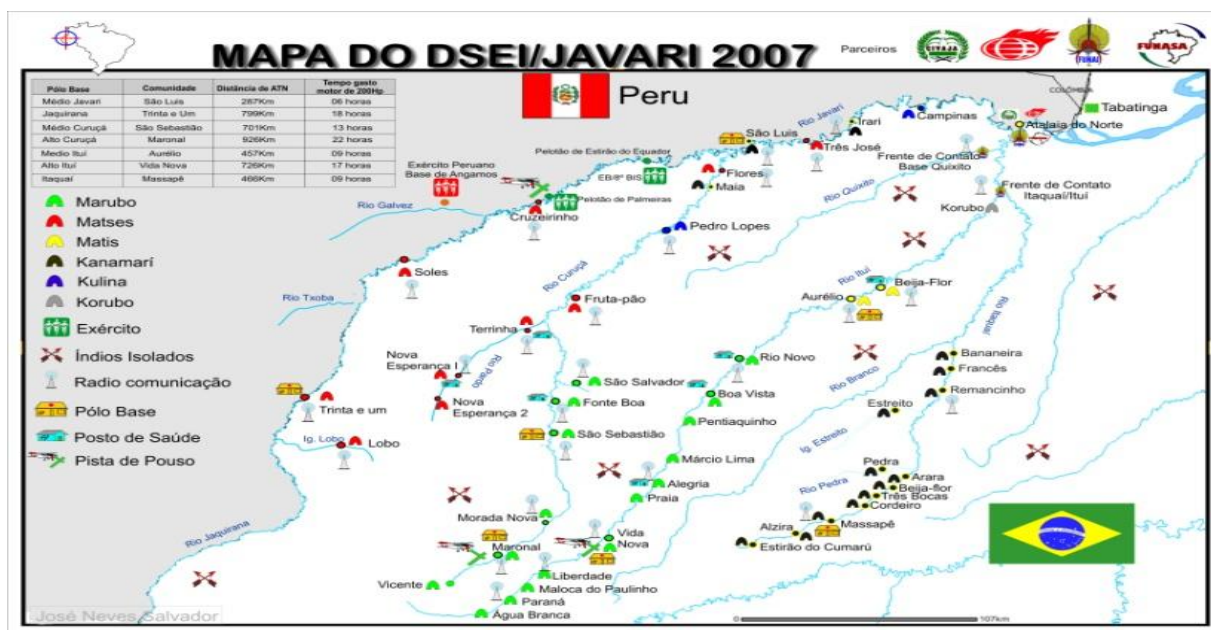 MAPA DO DSEI/JAVARI 2007
Parceiros
CIVAJA
FUNAI
FUNASA
Pólo Base Comunidade Distância de ATN Tempo gasto motor de 200Hp
Médio Javari São Luis 287Km 06 horas
Jaquirana Trinta e Um 799Km 18 horas
Médio Curuçá São Sebastião 701Km 13 horas
Alto Curuçá Maronal 926Km 22 horas
Medio Ituí Aurélio 457Km 09 horas
Alto Ituí Vida Nova 726Km 17 horas
Itaquaí Massapê 466Km 09 horas
Marubo
Matses
Matis
Kanamarí
Kulina
Korubo
Exército
Índios Isolados
Radio comunicação
Pólo Base
Posto de Saúde
Pista de Pouso
Peru
COLÔMBIA
Tabatinga
Atalaia do Norte
Rio Javari
Irari
Campinas
São Luis
Três José
Pelotão de Estirão do Equador
EB/8º BIS
Flores
Maia
Exército Peruano
Base de Angamos
Pelotão de Palmeiras
Cruzeirinho
Rio Galvez
Frente de Contato
Base Quixito
Frente de Contato
Itaquaí/Ituí
Rio Quixito
Korubo
Pedro Lopes
Soles
Rio Txoba
Rio Curuçá
Fruta-pão
Rio Ituí
Beija-Flor
Aurélio
Rio Itaquaí
Terrinha
Nova
Esperança I
Rio Pardo
Nova
Esperança 2
Rio Novo
São Salvador
Boa Vista
Fonte Boa
Pentiaquinho
Rio Branco
Bananeira
Francês
Remancinho
Estreito
Trinta e um
Ig. Lobo
Lobo
São Sebastião
Ig. Estreito
Márcio Lima
Alegria
Praia
Pedra
Arara
Beija-flor
Três Bocas
Cordeiro
Rio Pedra
Massapê
Alzira
Estirão do Cumarú
Morada Nova
Vida
Nova
Maronal
Rio Jaquirana
Liberdade
Vicente
Maloca do Paulinho
Paraná
Água Branca
José Neves Salvador
0 107km